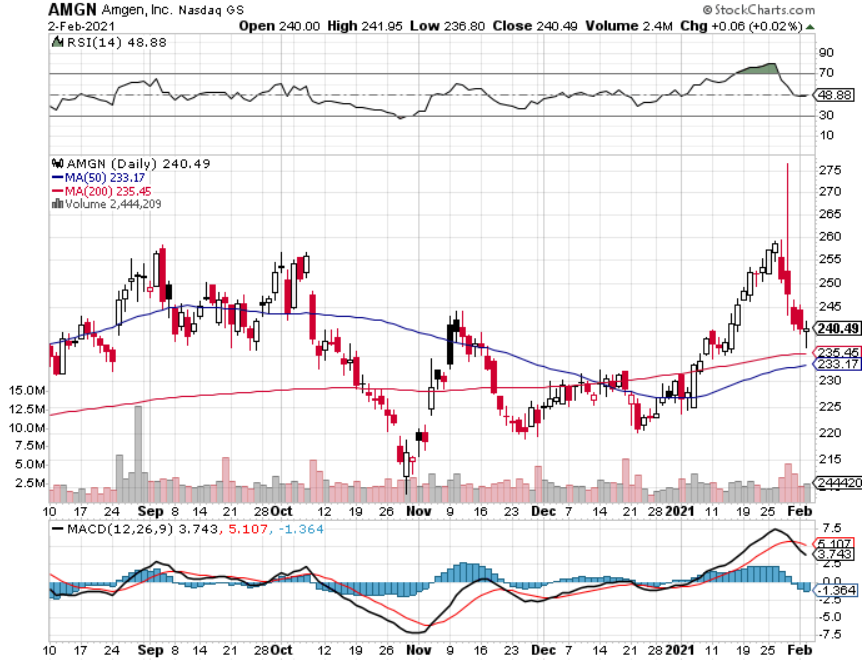 AMGN Amgen, Inc. Nasdaq GS © StockCharts.com
2-Feb-2021 Open 240.00 High 241.95 Low 236.80 Close 240.49 Volume 2.4M Chg +0.06 (+0.02%)
RSI(14) 48.88
90
70
48.88
30
10
AMGN (Daily) 240.49
MA(50) 233.17
MA(200) 235.45
Volume 2,444,209
275
270
265
260
255
250
245
240.49
235.45
233.17
230
225
220
215
15.0M
12.5M
10.0M
7.5M
5.0M
2.5M
244420
10 17 24 Sep 8 14 21 28 Oct 12 19 26 Nov 9 16 23 Dec 7 14 21 28 2021 11 19 25 Feb
MACD(12,26,9) 3.743, 5.107, -1.364
7.5
5.107
3.743
2.5
0.0
-1.364
-2.5
-5.0
-7.5
10 17 24 Sep 8 14 21 28 Oct 12 19 26 Nov 9 16 23 Dec 7 14 21 28 2021 11 19 25 Feb